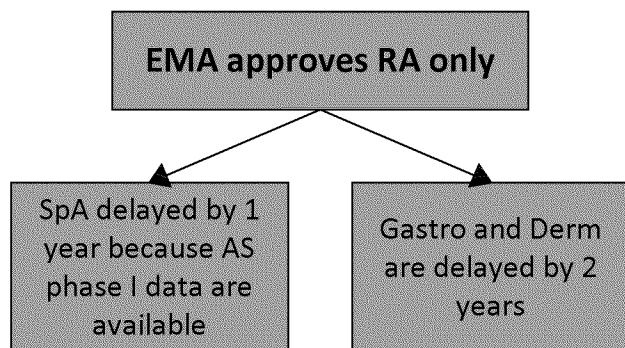 EMA approves RA only
SpA delayed by 1
year because AS
phase I data are
available
Gastro and Derm
are delayed by 2
years